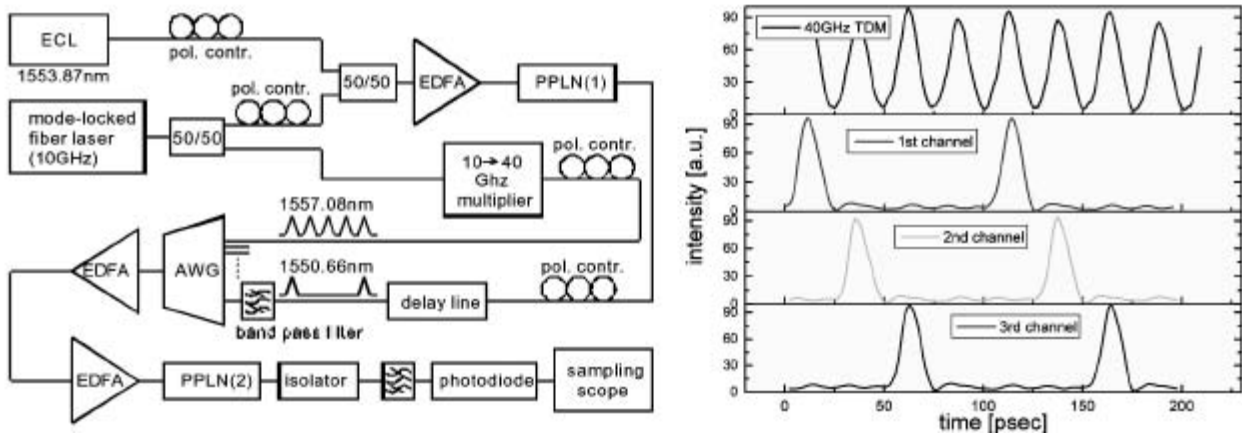 ECL
1553.87nm
pol. contr.
pol. contr.
50/50
EDFA
PPLN(1)
mode-locked
fiber laser
(10GHz)
50/50
10→40
Ghz
multiplier
pol. contr.
1557.08nm
EDFA
AWG
1550.66nm
delay line
pol. contr.
band pass filter
EDFA
PPLN(2)
isolator
photodiode
sampling
scope
intensity [a.u.]
90
60
30
0
40GHz TDM
90
60
30
0
1st channel
90
60
30
0
2nd channel
90
60
30
0
3rd channel
0
50
100
150
200
time [psec]